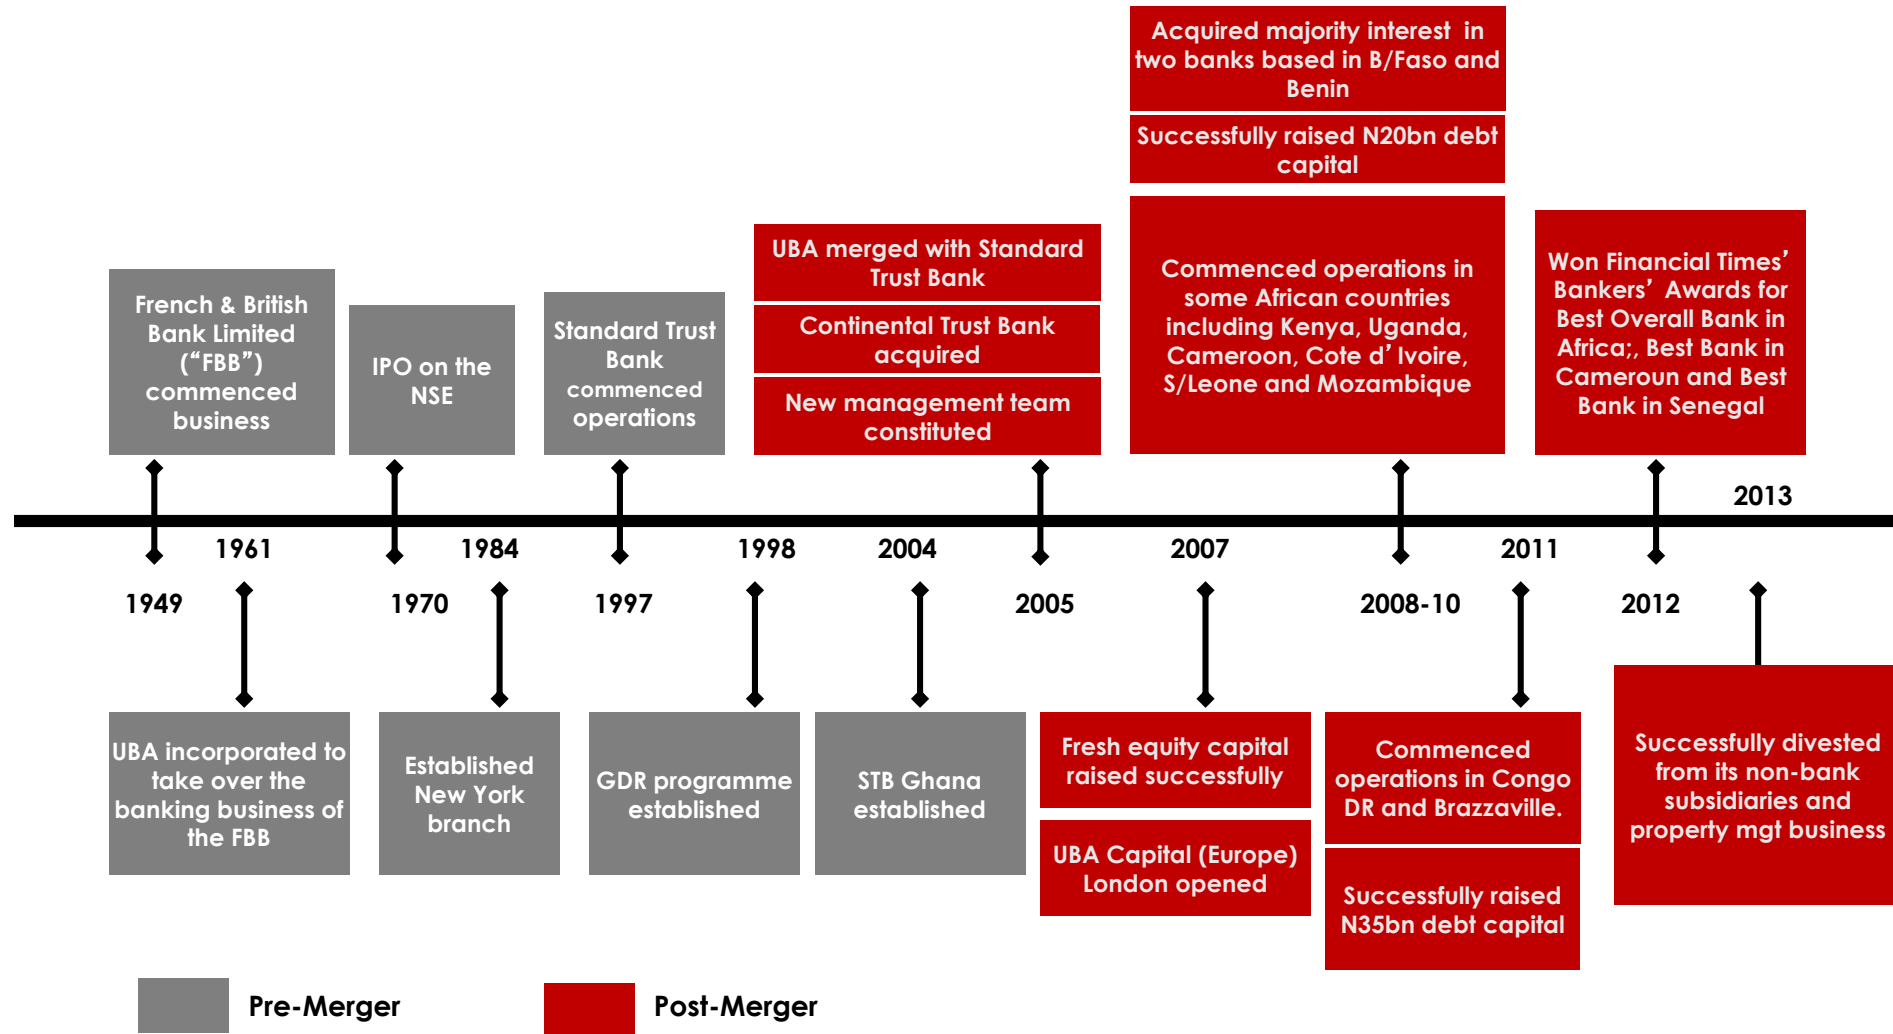 Acquired majority interest in
two banks based in B/Faso and
Benin
Successfully raised N20bn debt
capital
French & British
Bank Limited
(“FBB”)
commenced
business
IPO on the
NSE
Standard Trust
Bank
commenced
operations
UBA merged with Standard
Trust Bank
Continental Trust Bank
acquired
New management team
constituted
Commenced operations in
some African countries
including Kenya, Uganda,
Cameroon, Cote d’ Ivoire,
S/Leone and Mozambique
Won Financial Times’
Bankers’ Awards for
Best Overall Bank in
Africa;, Best Bank in
Cameroun and Best
Bank in Senegal
2013
1961
1984
1998
2004
2007
2011
1949
1970
1997
2005
2008-10
2012
UBA incorporated to
take over the
banking business of
the FBB
Established
New York
branch
GDR programme
established
STB Ghana
established
Fresh equity capital
raised successfully
UBA Capital (Europe)
London opened
Commenced
operations in Congo
DR and Brazzaville.
Successfully raised
N35bn debt capital
Successfully divested
from its non-bank
subsidiaries and
property mgt business
Pre-Merger
Post-Merger